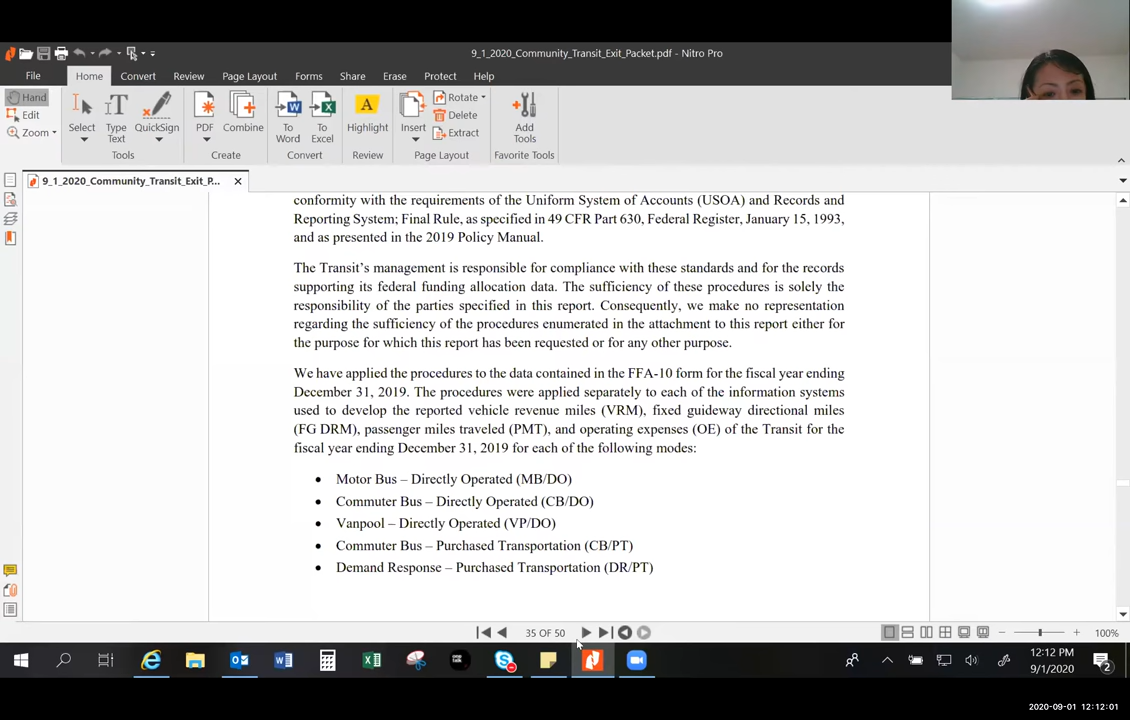 9_1_2020_Community_Transit_Exit_Packet.pdf - Nitro Pro
File Home Convert Review Page Layout Forms Share Erase Protect Help
Hand
Edit
Zoom
Select
Type Text
QuickSign
PDF
Combine
To Word
To Excel
A
Highlight
Insert
Rotate
Delete
Extract
Add Tools
Tools Create Convert Review Page Layout Favorite Tools
9_1_2020_Community_Transit_Exit_P...
conformity with the requirements of the Uniform System of Accounts (USOA) and Records and
Reporting System; Final Rule, as specified in 49 CFR Part 630, Federal Register, January 15, 1993,
and as presented in the 2019 Policy Manual.
The Transit's management is responsible for compliance with these standards and for the records
supporting its federal funding allocation data. The sufficiency of these procedures is solely the
responsibility of the parties specified in this report. Consequently, we make no representation
regarding the sufficiency of the procedures enumerated in the attachment to this report either for
the purpose for which this report has been requested or for any other purpose.
We have applied the procedures to the data contained in the FFA-10 form for the fiscal year ending
December 31, 2019. The procedures were applied separately to each of the information systems
used to develop the reported vehicle revenue miles (VRM), fixed guideway directional miles
(FG DRM), passenger miles traveled (PMT), and operating expenses (OE) of the Transit for the
fiscal year ending December 31, 2019 for each of the following modes:
• Motor Bus – Directly Operated (MB/DO)
• Commuter Bus – Directly Operated (CB/DO)
• Vanpool – Directly Operated (VP/DO)
• Commuter Bus – Purchased Transportation (CB/PT)
• Demand Response – Purchased Transportation (DR/PT)
35 OF 50
100%
12:12 PM
9/1/2020
2
2020-09-01 12:12:01